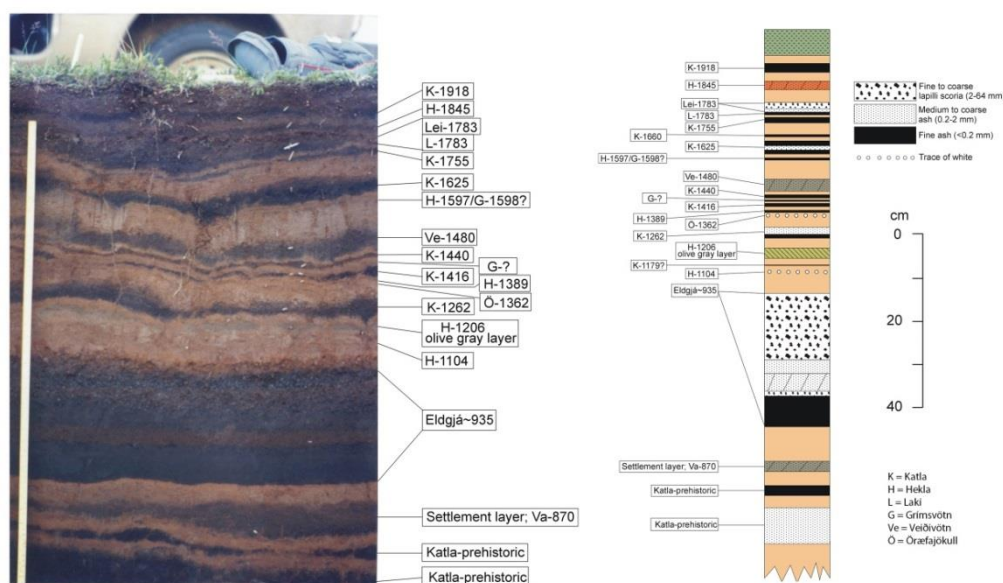 K-1918
H-1845
Lei-1783
L-1783
K-1755
K-1625
H-1597/G-1598?
Ve-1480
K-1440
G-?
K-1416
H-1389
Ö-1362
K-1262
H-1206
olive gray layer
H-1104
Eldgjá~935
Settlement layer; Va-870
Katla-prehistoric
Katla-prehistoric
K-1918
H-1845
Lei-1783
L-1783
K-1755
K-1660
K-1625
H-1597/G-1598?
Ve-1480
K-1440
G-?
K-1416
H-1389
Ö-1362
K-1262
H-1206
olive gray layer
K-1179?
H-1104
Eldgjá~935
Settlement layer; Va-870
Katla-prehistoric
Katla-prehistoric
Fine to coarse
lapilli scoria (2-64 mm
Medium to coarse
ash (0.2-2 mm)
Fine ash (<0.2 mm)
Trace of white
cm
0
20
40
K = Katla
H = Hekla
L = Laki
G = Grímsvötn
Ve = Veiðivötn
Ö = Öræfajökull